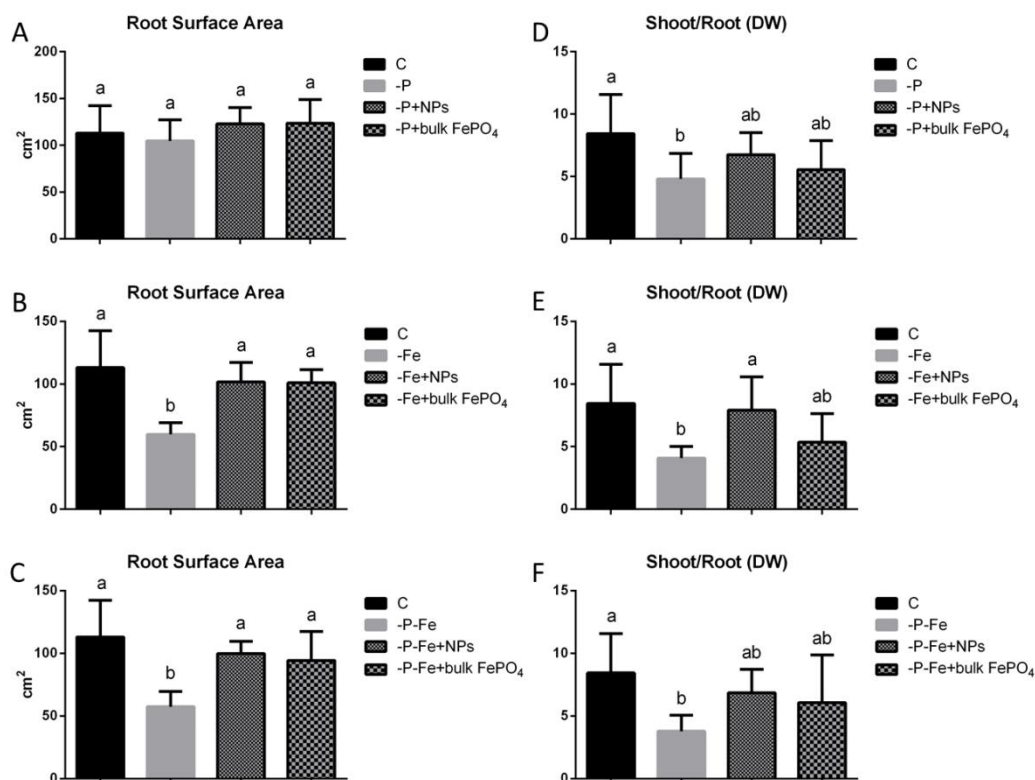 A
Root Surface Area
cm2
200
150
100
50
0
a
a
a
a
C
-P
-P+NPs
-P+bulk FePO4
D
Shoot/Root (DW)
15
10
5
0
a
b
ab
ab
C
-P
-P+NPs
-P+bulk FePO4
B
Root Surface Area
cm2
150
100
50
0
a
b
a
a
C
-Fe
-Fe+NPs
-Fe+bulk FePO4
E
Shoot/Root (DW)
15
10
5
0
a
b
a
ab
C
-Fe
-Fe+NPs
-Fe+bulk FePO4
C
Root Surface Area
cm2
150
100
50
0
a
b
a
a
C
-P-Fe
-P-Fe+NPs
-P-Fe+bulk FePO4
F
Shoot/Root (DW)
15
10
5
0
a
b
ab
ab
C
-P-Fe
-P-Fe+NPs
-P-Fe+bulk FePO4